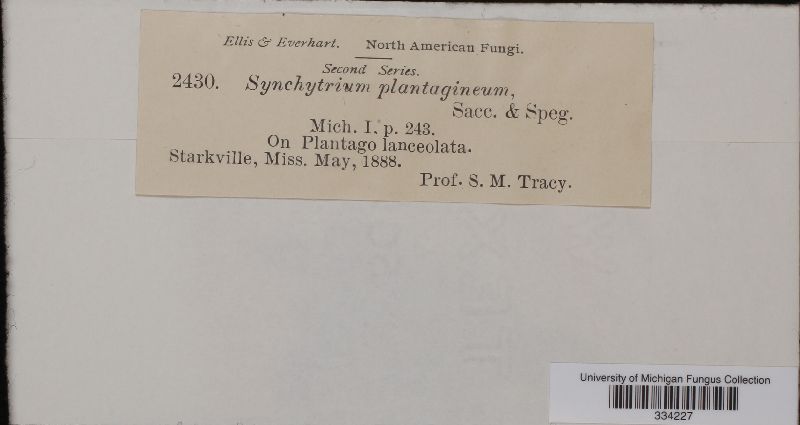 Ellis & Everhart. North American Fungi.
Second Series.
2430. Synchytrium plantagineum,
Sacc. & Speg.
Mich. I. p. 243.
On Plantago lanceolata.
Starkville, Miss. May, 1888.
Prof. S. M. Tracy.
University of Michigan Fungus Collection
334227